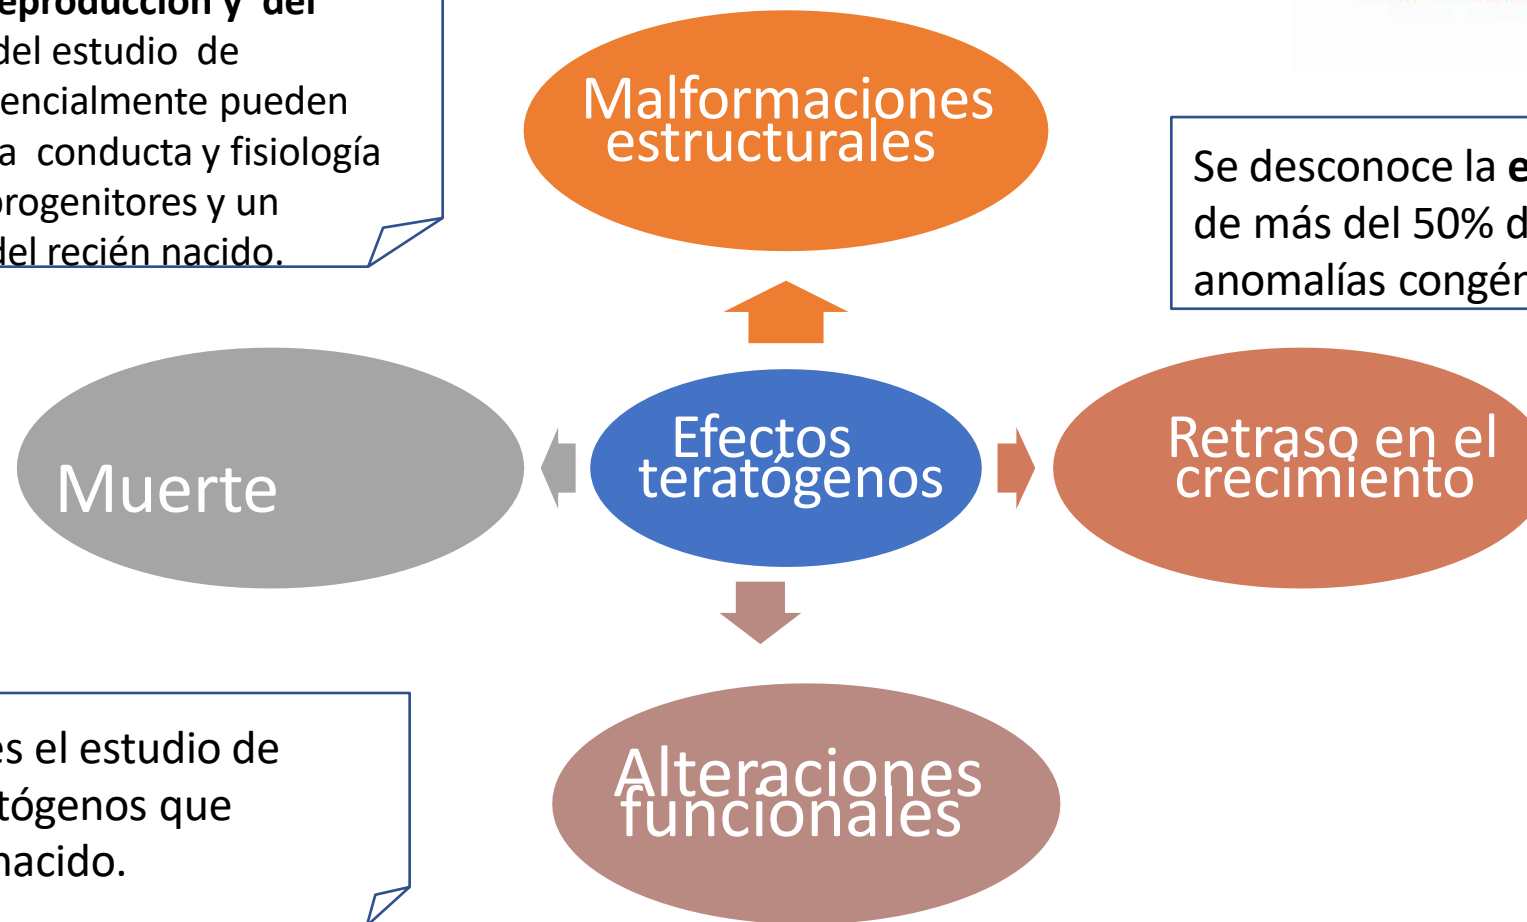 reproducción y del
del estudio de
encialmente pueden
a conducta y fisiología
progenitores y un
del recién nacido.
Malformaciones
estructurales
Se desconoce la
de más del 50% d
anomalías congén
Muerte
Efectos
teratógenos
Retraso en el
crecimiento
es el estudio de
tógenos que
nacido.
Alteraciones
funcionales